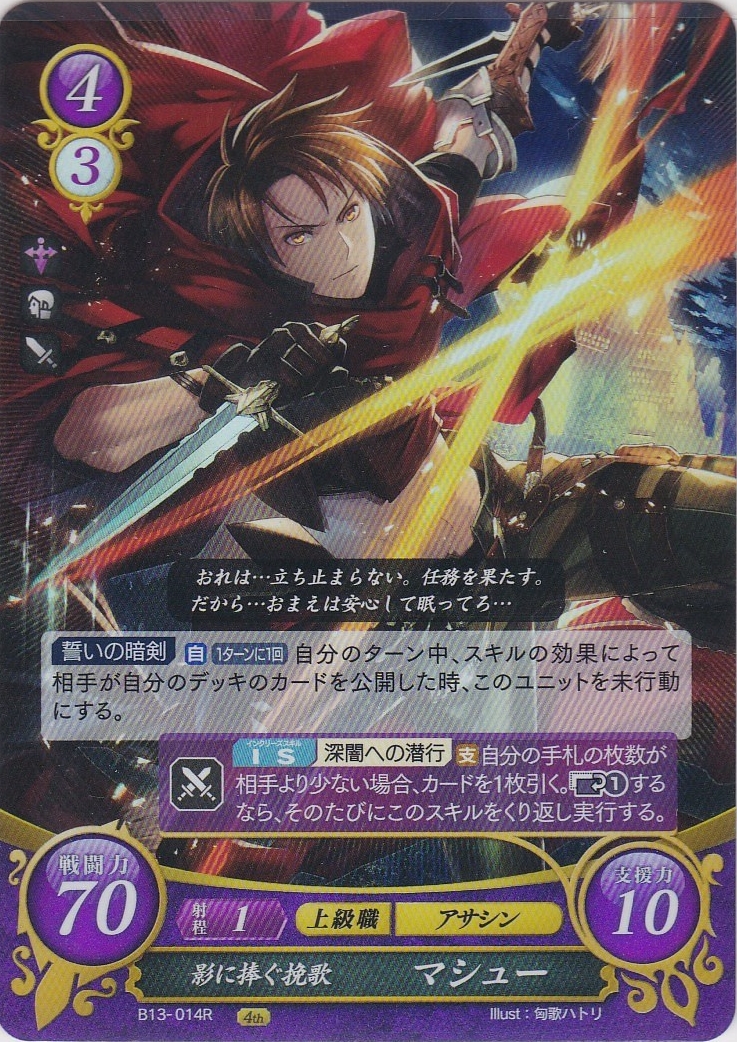 4
3
おれは…立ち止まらない。任務を果たす。
だから…おまえは安心して眠ってろ…
誓いの暗剣 自 1ターンに1回 自分のターン中、スキルの効果によって
相手が自分のデッキのカードを公開した時、このユニットを未行動
にする。
インクリーズスキル
IS 深闇への潜行 支 自分の手札の枚数が
相手より少ない場合、カードを1枚引く。①する
なら、そのたびにこのスキルをくり返し実行する。
戦闘力
70
射程 1 上級職 アサシン
支援力
10
影に捧ぐ挽歌 マシュー
B13-014R 4th Illust:匈歌ハトリ